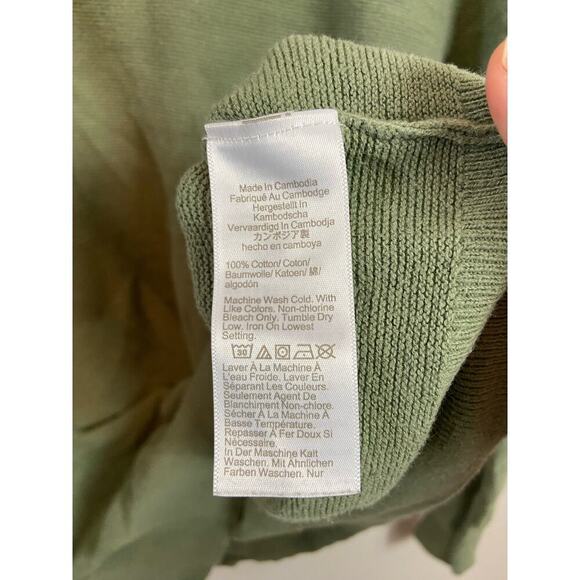 Made In Cambodia
Fabriqué Au Cambodge
Hergestellt In
Kambodscha
Vervaardigd In Cambodja
カンボジア製
hecho en camboya
100% Cotton/ Coton/
Baumwolle/ Katoen/ 綿/
algodón
Machine Wash Cold. With
Like Colors. Non-chlorine
Bleach Only. Tumble Dry
Low. Iron On Lowest
Setting.
30
Laver À La Machine À
L'eau Froide. Laver En
Séparant Les Couleurs.
Seulement Agent De
Blanchiment Non-chlore.
Sécher À La Machine À
Basse Température.
Repasser À Fer Doux Si
Nécessaire.
In Der Maschine Kalt
Waschen. Mit Ähnlichen
Farben Waschen. Nur